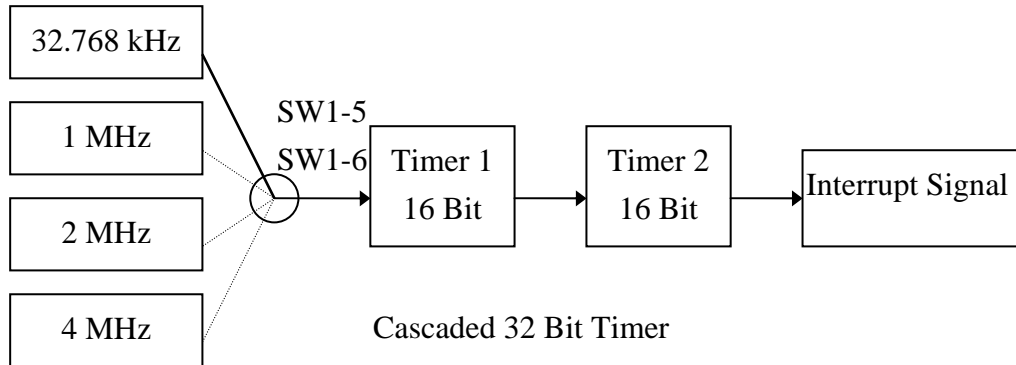 32.768 kHz
1 MHz
2 MHz
4 MHz
SW1-5
SW1-6
Timer 1
16 Bit
Timer 2
16 Bit
Interrupt Signal
Cascaded 32 Bit Timer